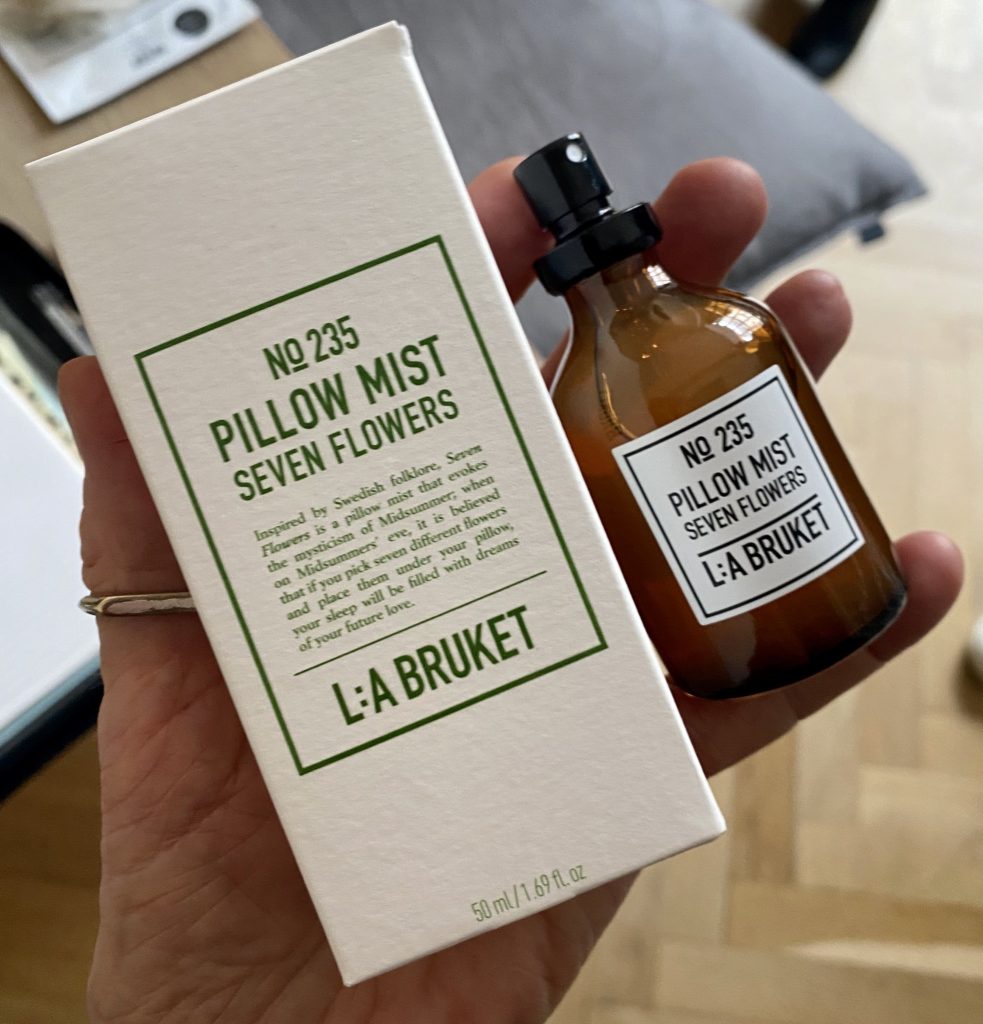 No 235
PILLOW MIST
SEVEN FLOWERS
Inspired by Swedish folklore, Seven
Flowers is a pillow mist that evokes
the mysticism of Midsummer; when
on Midsummers' eve, it is believed
that if you pick seven different flowers
and place them under your pillow,
your sleep will be filled with dreams
of your future love.
L:A BRUKET
50 ml/1.69 fl. oz
No 235
PILLOW MIST
SEVEN FLOWERS
L:A BRUKET